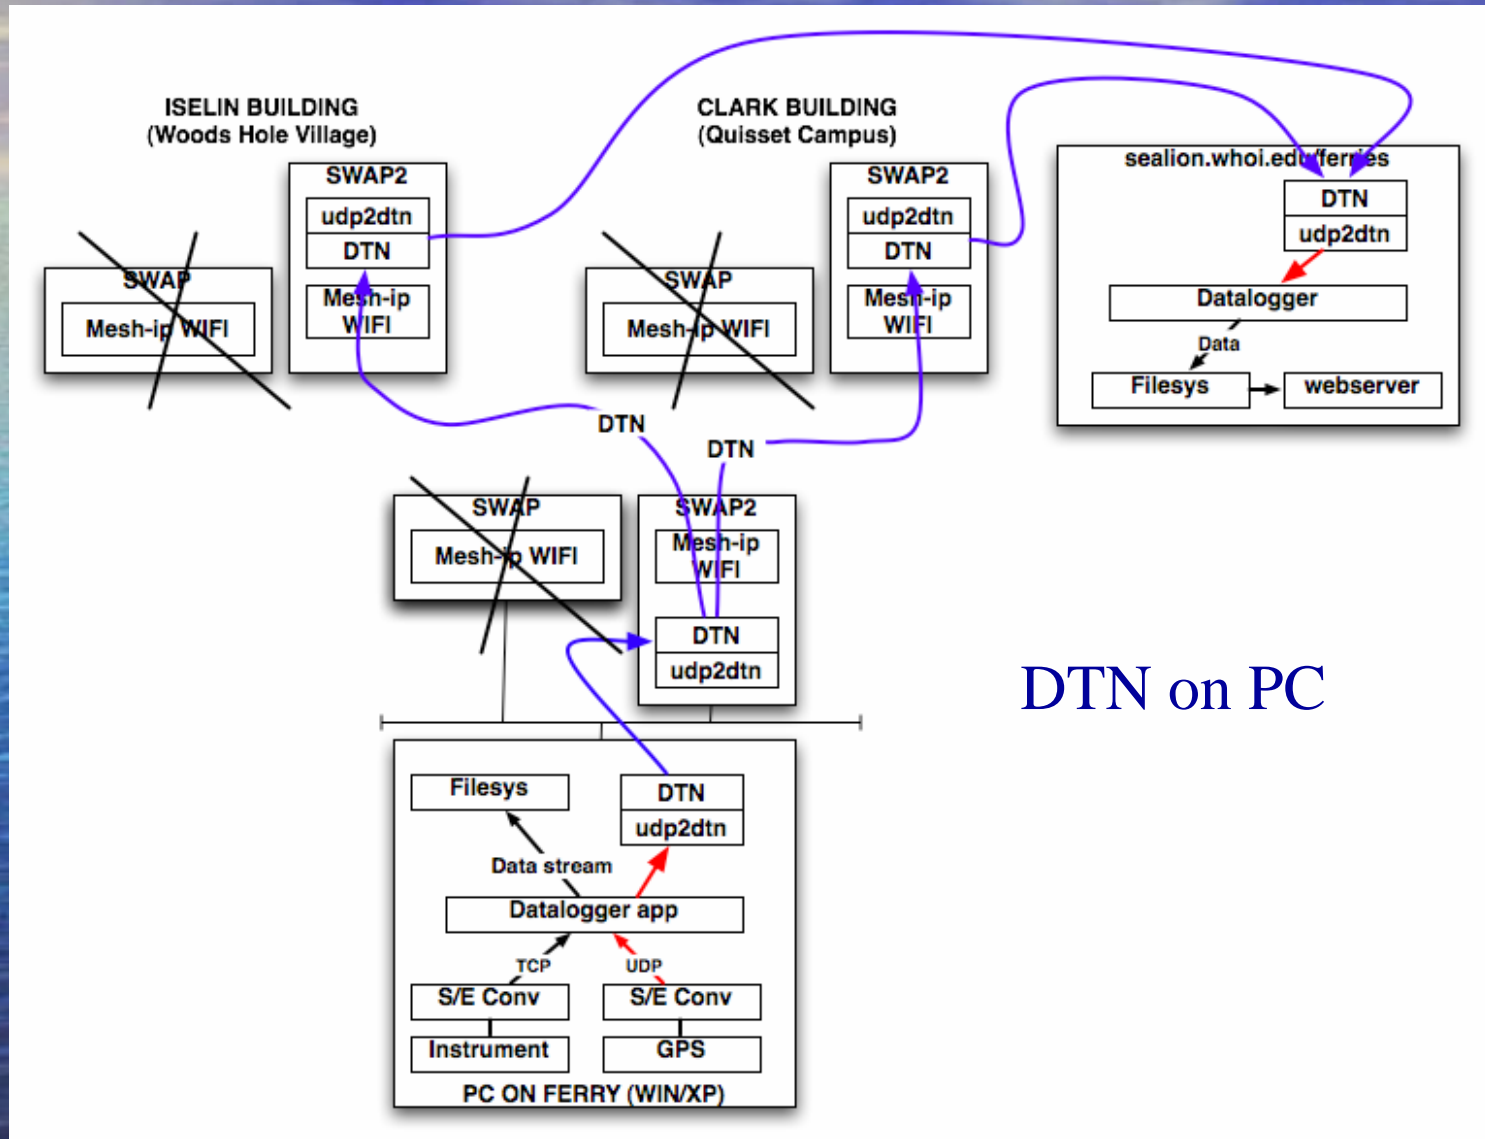 ISELIN BUILDING
(Woods Hole Village)
CLARK BUILDING
(Quisset Campus)
SWAP
Mesh-ip WIFI
SWAP2
udp2dtn
DTN
Mesh-ip
WIFI
SWAP
Mesh-ip WIFI
SWAP2
udp2dtn
DTN
Mesh-ip
WIFI
sealion.whoi.edu/ferries
DTN
udp2dtn
Datalogger
Data
Filesys
webserver
DTN
DTN
SWAP
Mesh-ip WIFI
SWAP2
Mesh-ip
WIFI
DTN
udp2dtn
DTN on PC
Filesys
DTN
udp2dtn
Data stream
Datalogger app
TCP
UDP
S/E Conv
S/E Conv
Instrument
GPS
PC ON FERRY (WIN/XP)